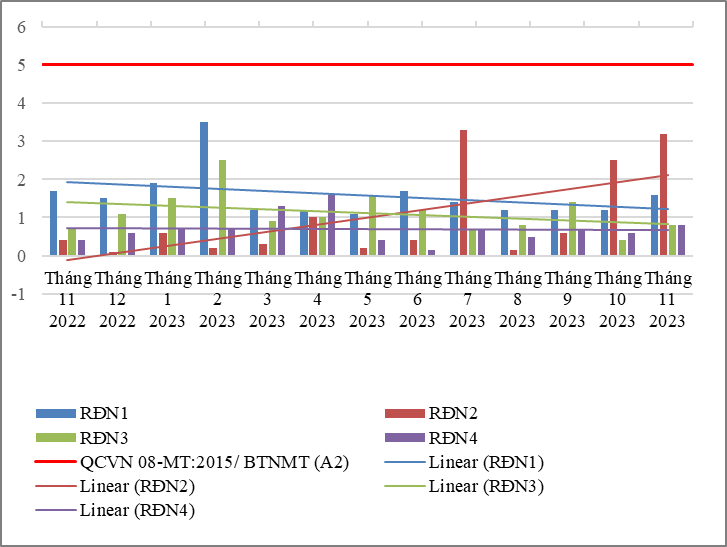 6
5
4
3
2
1
0
-1
Tháng Tháng Tháng Tháng Tháng Tháng Tháng Tháng Tháng Tháng Tháng Tháng Tháng
11 12 1 2 3 4 5 6 7 8 9 10 11
2022 2022 2023 2023 2023 2023 2023 2023 2023 2023 2023 2023 2023
RĐN1 RĐN2
RĐN3 RĐN4
QCVN 08-MT:2015/ BTNMT (A2) Linear (RĐN1)
Linear (RĐN2) Linear (RĐN3)
Linear (RĐN4)